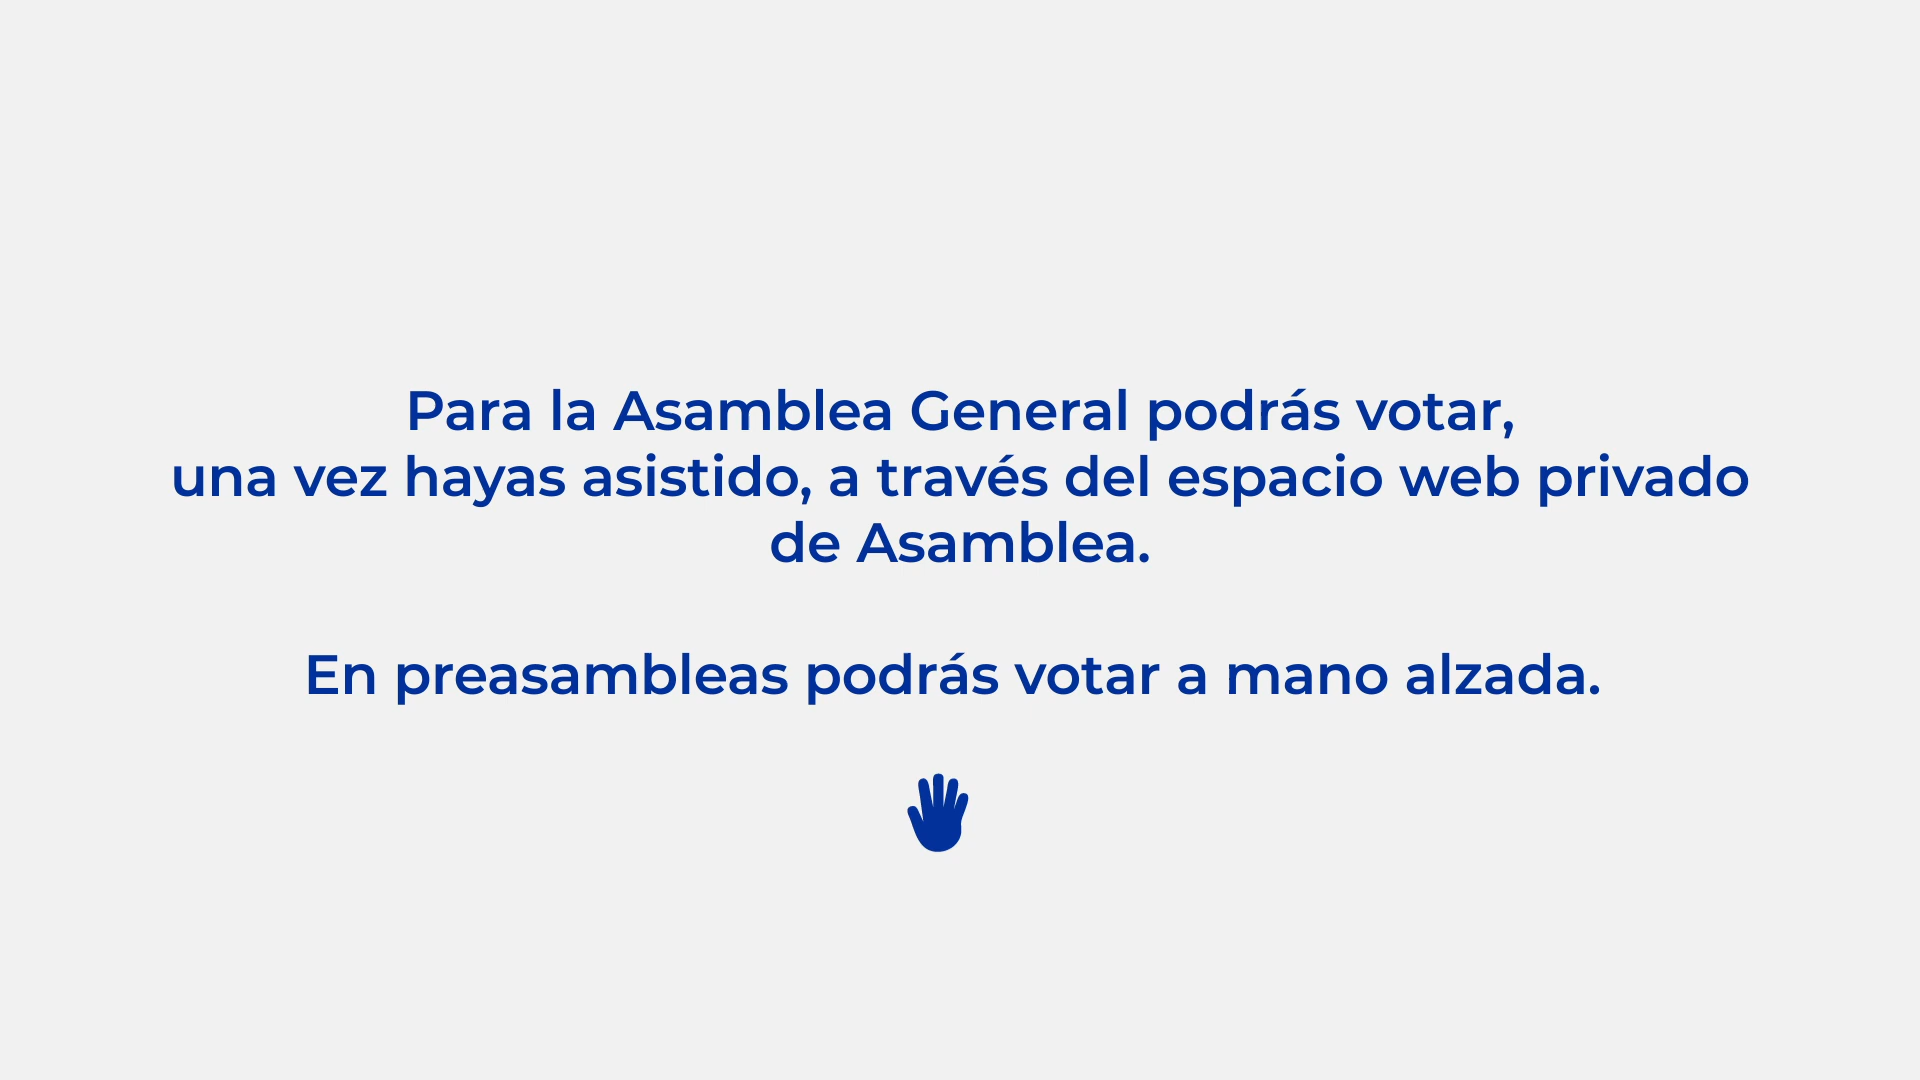 Para la Asamblea General podrás votar,
una vez hayas asistido, a través del espacio web privado
de Asamblea.
En preasambleas podrás votar a mano alzada.